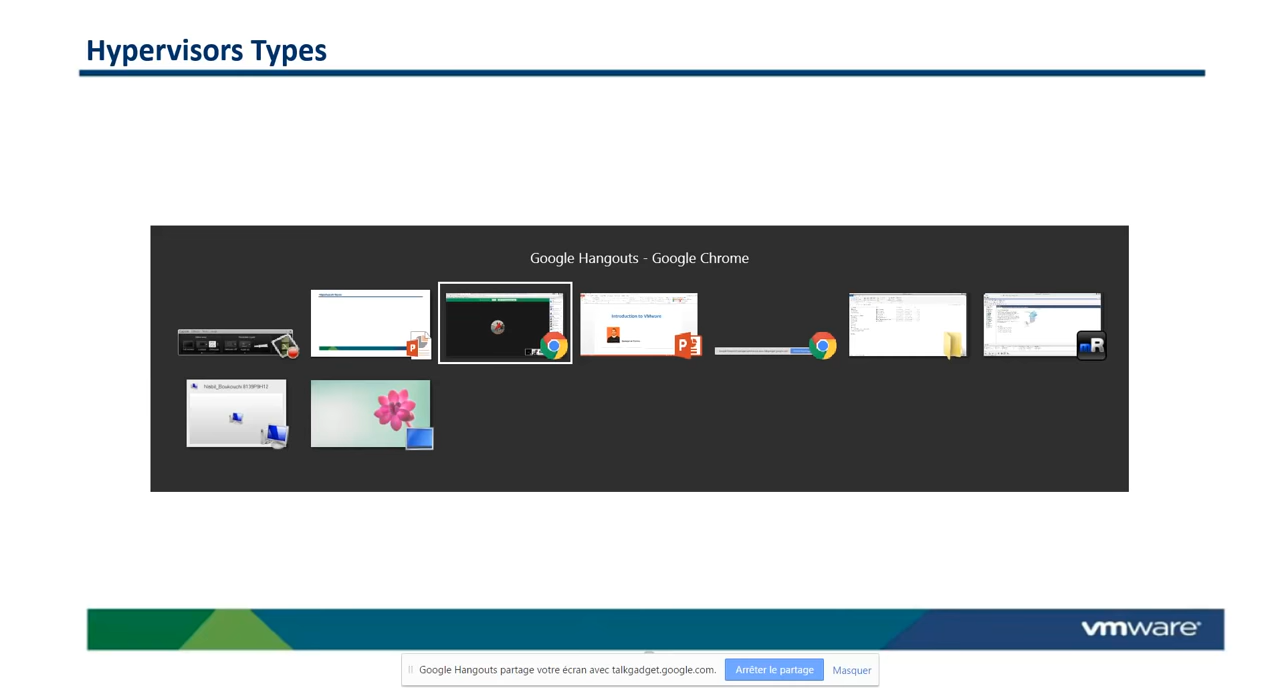 Hypervisors Types
Google Hangouts - Google Chrome
Introduction to VMware
vmware
Google Hangouts partage votre écran avec talkgadget.google.com.
Arrêter le partage
Masquer